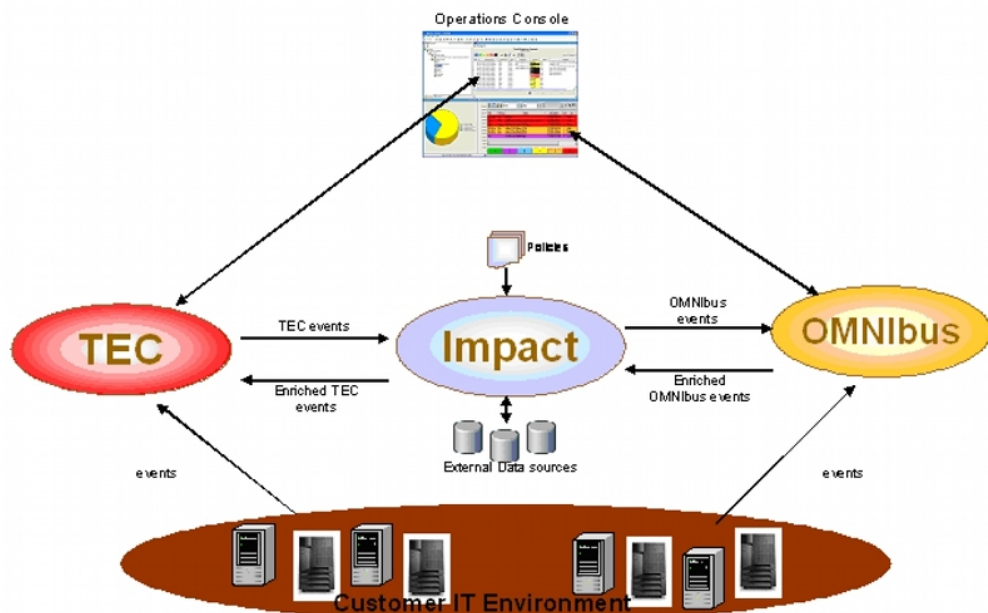 Operations Console
Policies
TEC
TEC events
Impact
OMNIbus
events
OMNIbus
Enriched TEC
events
Enriched
OMNIbus events
External Data sources
events
events
Customer IT Environment